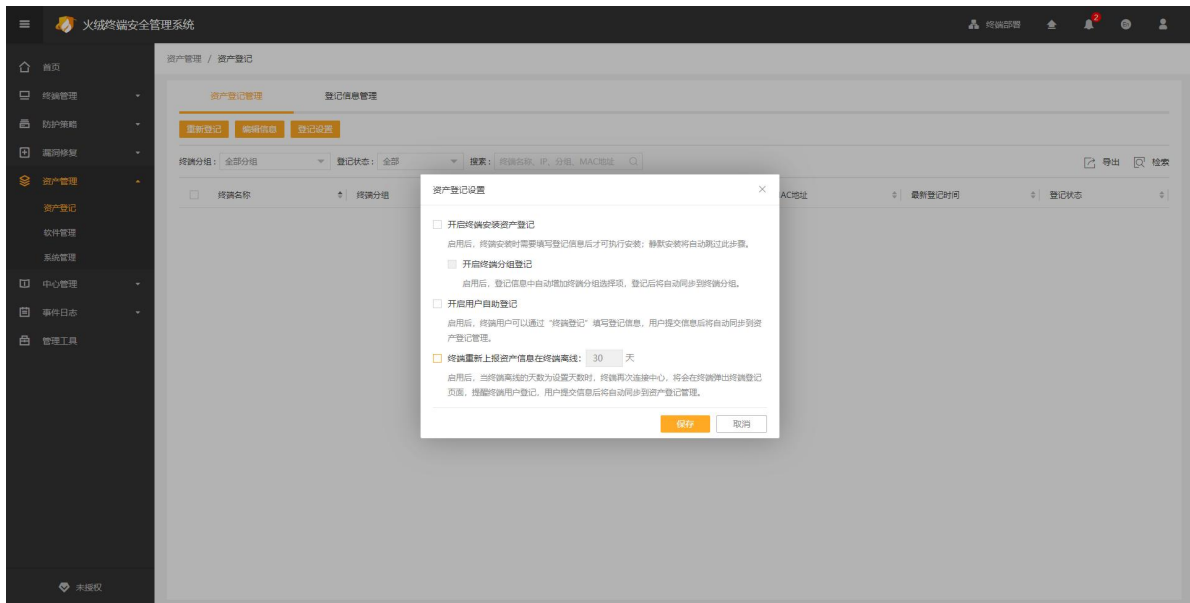 火绒终端安全管理系统
终端部署
2
首页
终端管理
防护策略
漏洞修复
资产管理
资产登记
软件管理
系统管理
中心管理
事件日志
管理工具
未授权
资产管理 / 资产登记
资产登记管理 登记信息管理
重新登记 编辑信息 登记设置
终端分组: 全部分组 登记状态: 全部 搜索: 终端名称、IP、分组、MAC地址
导出 检索
终端名称 终端分组 AC地址 最新登记时间 登记状态
资产登记设置
开启终端安装资产登记
启用后，终端安装时需要填写登记信息后才可执行安装；静默安装将自动跳过此步骤。
开启终端分组登记
启用后，登记信息中自动增加终端分组选择项，登记后将自动同步到终端分组。
开启用户自助登记
启用后，终端用户可以通过“终端登记”填写登记信息，用户提交信息后将自动同步到资
产登记管理。
终端重新上报资产信息在终端离线: 30 天
启用后，当终端离线的天数为设置天数时，终端再次连接中心，将会在终端弹出终端登记
页面，提醒终端用户登记，用户提交信息后将自动同步到资产登记管理。
保存 取消